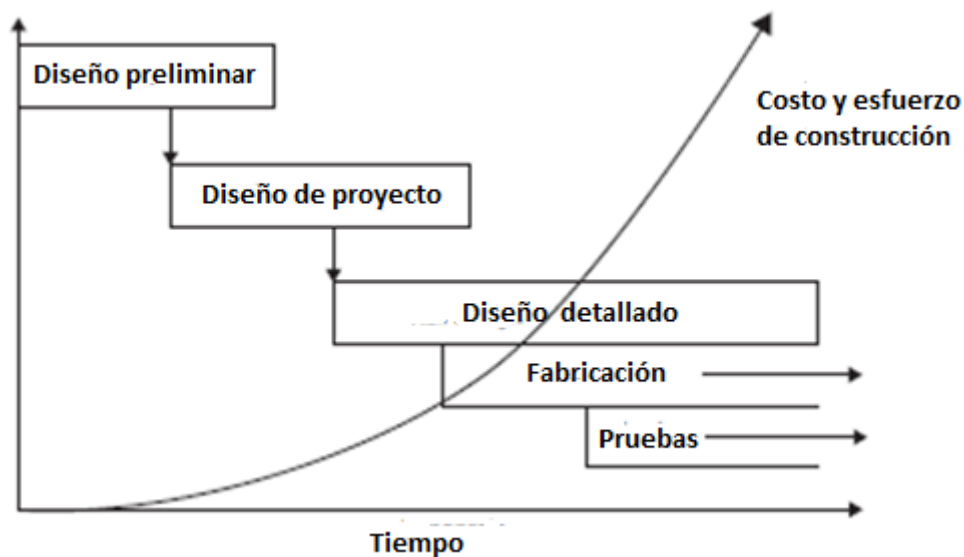 Diseño preliminar
Costo y esfuerzo
de construcción
Diseño de proyecto
Diseño detallado
Fabricación
Pruebas
Tiempo